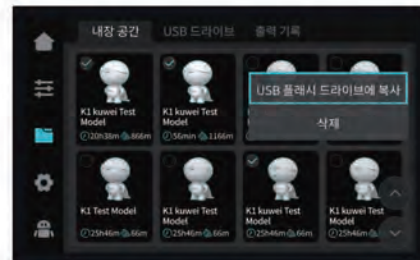 내장 공간 USB 드라이브 출력 기록
USB 플래시 드라이브에 복사
삭제
K1 kuwei Test
Model
20h38m 866m
K1 kuwei Test
Model
56min 1166m
K1 Test Model
25h46m 66m
K1 kuwei Test
Model
25h46m 66m
K1 kuwei Test
Model
25h46m 66m
K1 kuwei Test
Model
25h46m 66m